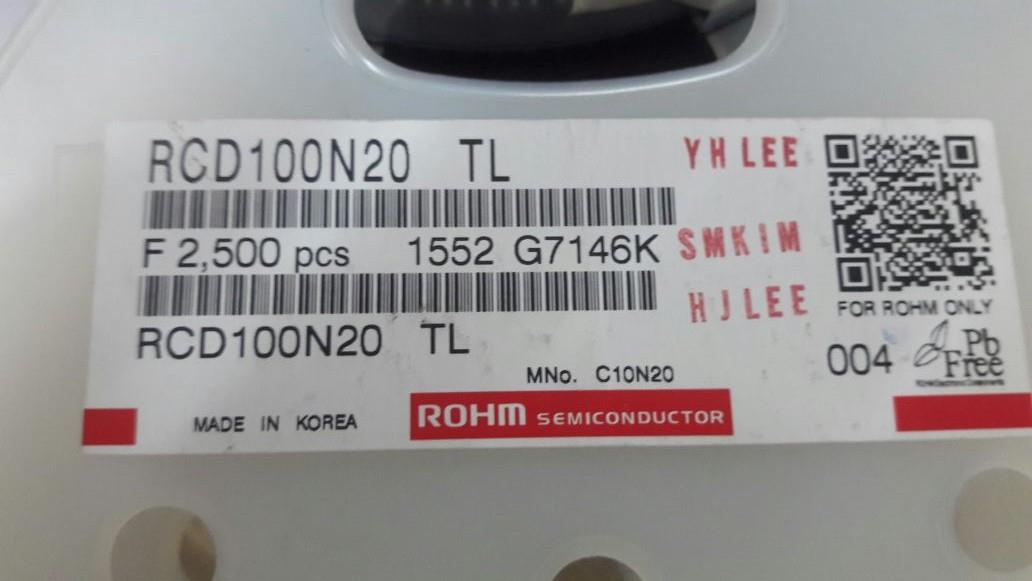 RCD100N20 TL
YH LEE
F 2,500 pcs 1552 G7146K
SMKIM
HJLEE
FOR ROHM ONLY
RCD100N20 TL
004
Pb
Free
MNo. C10N20
MADE IN KOREA
ROHM SEMICONDUCTOR